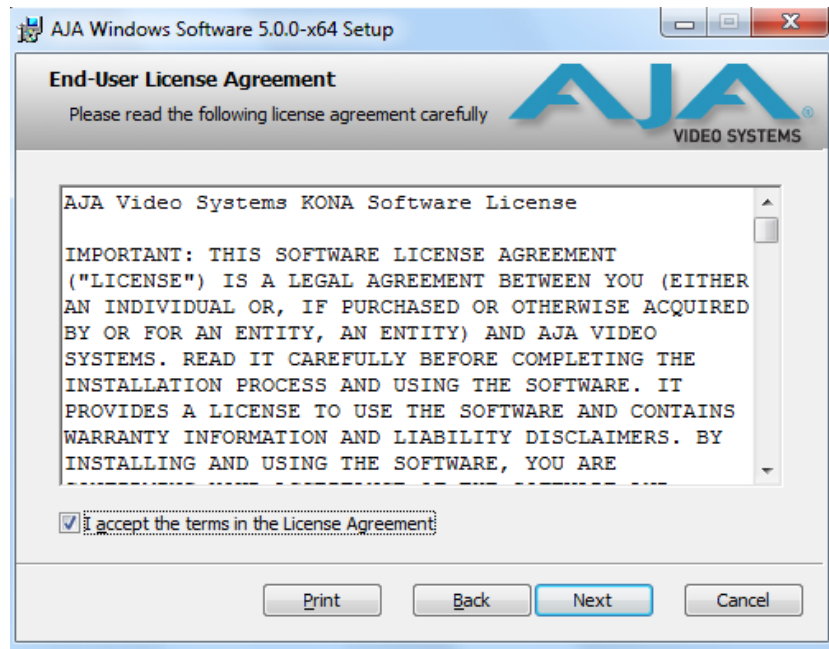 AJA Windows Software 5.0.0-x64 Setup
End-User License Agreement
Please read the following license agreement carefully
AJA
VIDEO SYSTEMS
AJA Video Systems KONA Software License
IMPORTANT: THIS SOFTWARE LICENSE AGREEMENT
("LICENSE") IS A LEGAL AGREEMENT BETWEEN YOU (EITHER
AN INDIVIDUAL OR, IF PURCHASED OR OTHERWISE ACQUIRED
BY OR FOR AN ENTITY, AN ENTITY) AND AJA VIDEO
SYSTEMS. READ IT CAREFULLY BEFORE COMPLETING THE
INSTALLATION PROCESS AND USING THE SOFTWARE. IT
PROVIDES A LICENSE TO USE THE SOFTWARE AND CONTAINS
WARRANTY INFORMATION AND LIABILITY DISCLAIMERS. BY
INSTALLING AND USING THE SOFTWARE, YOU ARE
I accept the terms in the License Agreement
Print Back Next Cancel